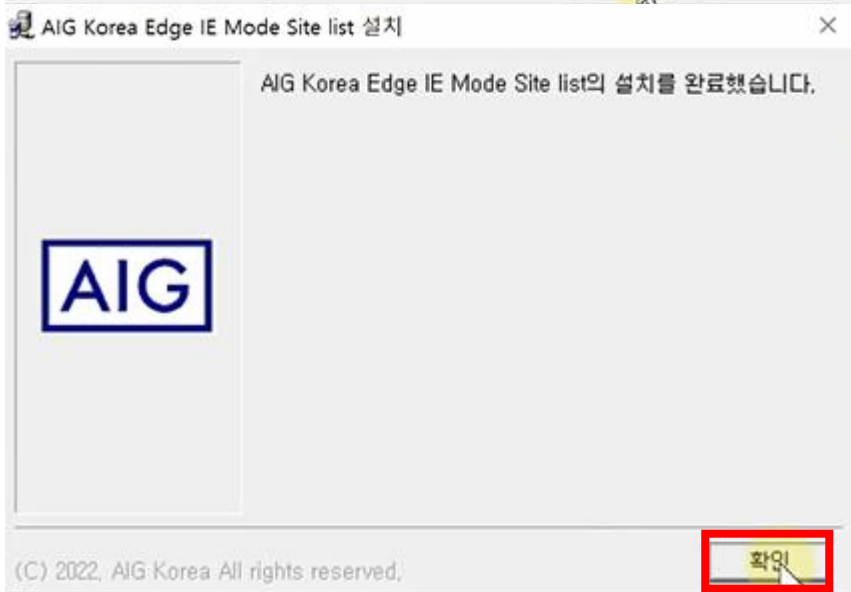 AIG Korea Edge IE Mode Site list 설치
AIG Korea Edge IE Mode Site list의 설치를 완료했습니다.
AIG
(C) 2022, AIG Korea All rights reserved,
확인